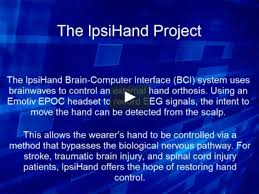 The IpsiHand Project
The IpsiHand Brain-Computer Interface (BCI) system uses
brainwaves to control an external hand orthosis. Using an
Emotiv EPOC headset to record EEG signals, the intent to
move the hand can be detected from the scalp.
This allows the wearer's hand to be controlled via a
method that bypasses the biological nervous pathway. For
stroke, traumatic brain injury, and spinal cord injury
patients, IpsiHand offers the hope of restoring hand
control.